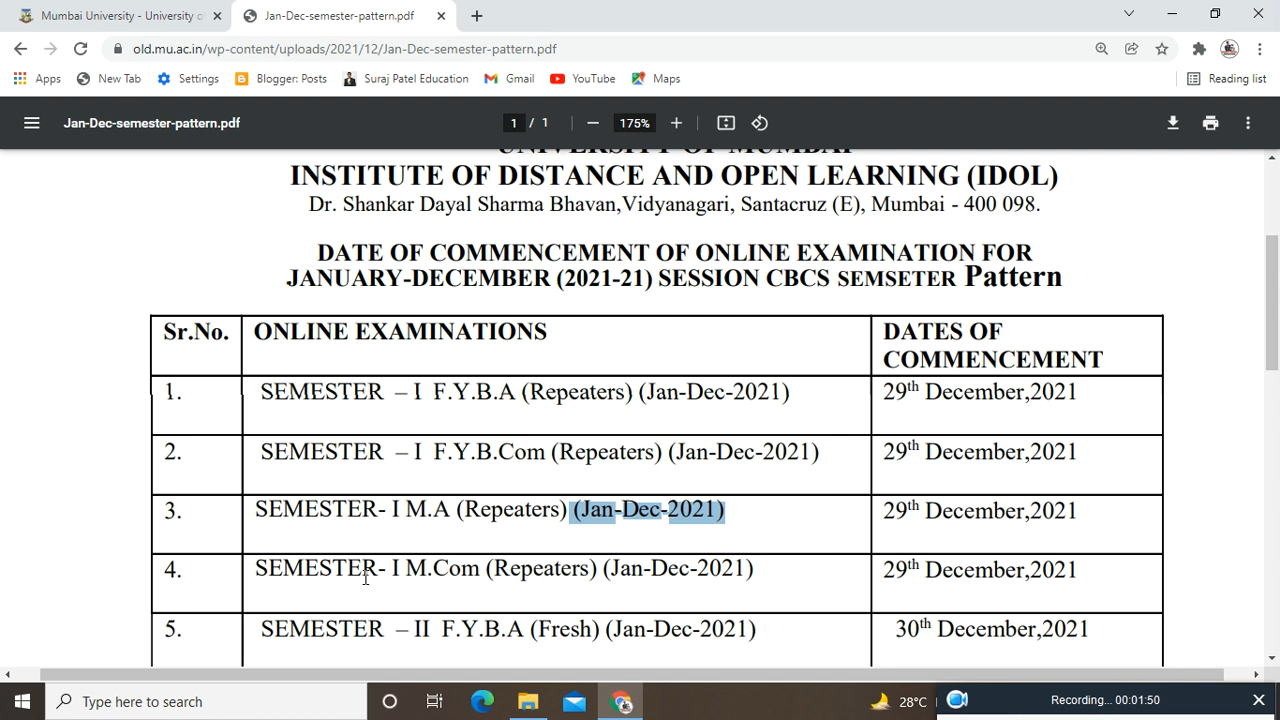 Mumbai University - University o
Jan-Dec-semester-pattern.pdf
old.mu.ac.in/wp-content/uploads/2021/12/Jan-Dec-semester-pattern.pdf
Apps New Tab Settings Blogger: Posts Suraj Patel Education Gmail YouTube Maps Reading list
Jan-Dec-semester-pattern.pdf 1 / 1 175%
UNIVERSITY OF MUMBAI
INSTITUTE OF DISTANCE AND OPEN LEARNING (IDOL)
Dr. Shankar Dayal Sharma Bhavan,Vidyanagari, Santacruz (E), Mumbai - 400 098.
DATE OF COMMENCEMENT OF ONLINE EXAMINATION FOR
JANUARY-DECEMBER (2021-21) SESSION CBCS SEMSETER Pattern
Sr.No. ONLINE EXAMINATIONS DATES OF
COMMENCEMENT
1. SEMESTER – I F.Y.B.A (Repeaters) (Jan-Dec-2021) 29th December,2021
2. SEMESTER – I F.Y.B.Com (Repeaters) (Jan-Dec-2021) 29th December,2021
3. SEMESTER- I M.A (Repeaters) (Jan-Dec-2021) 29th December,2021
4. SEMESTER- I M.Com (Repeaters) (Jan-Dec-2021) 29th December,2021
5. SEMESTER – II F.Y.B.A (Fresh) (Jan-Dec-2021) 30th December,2021
Type here to search 28°C Recording... 00:01:50